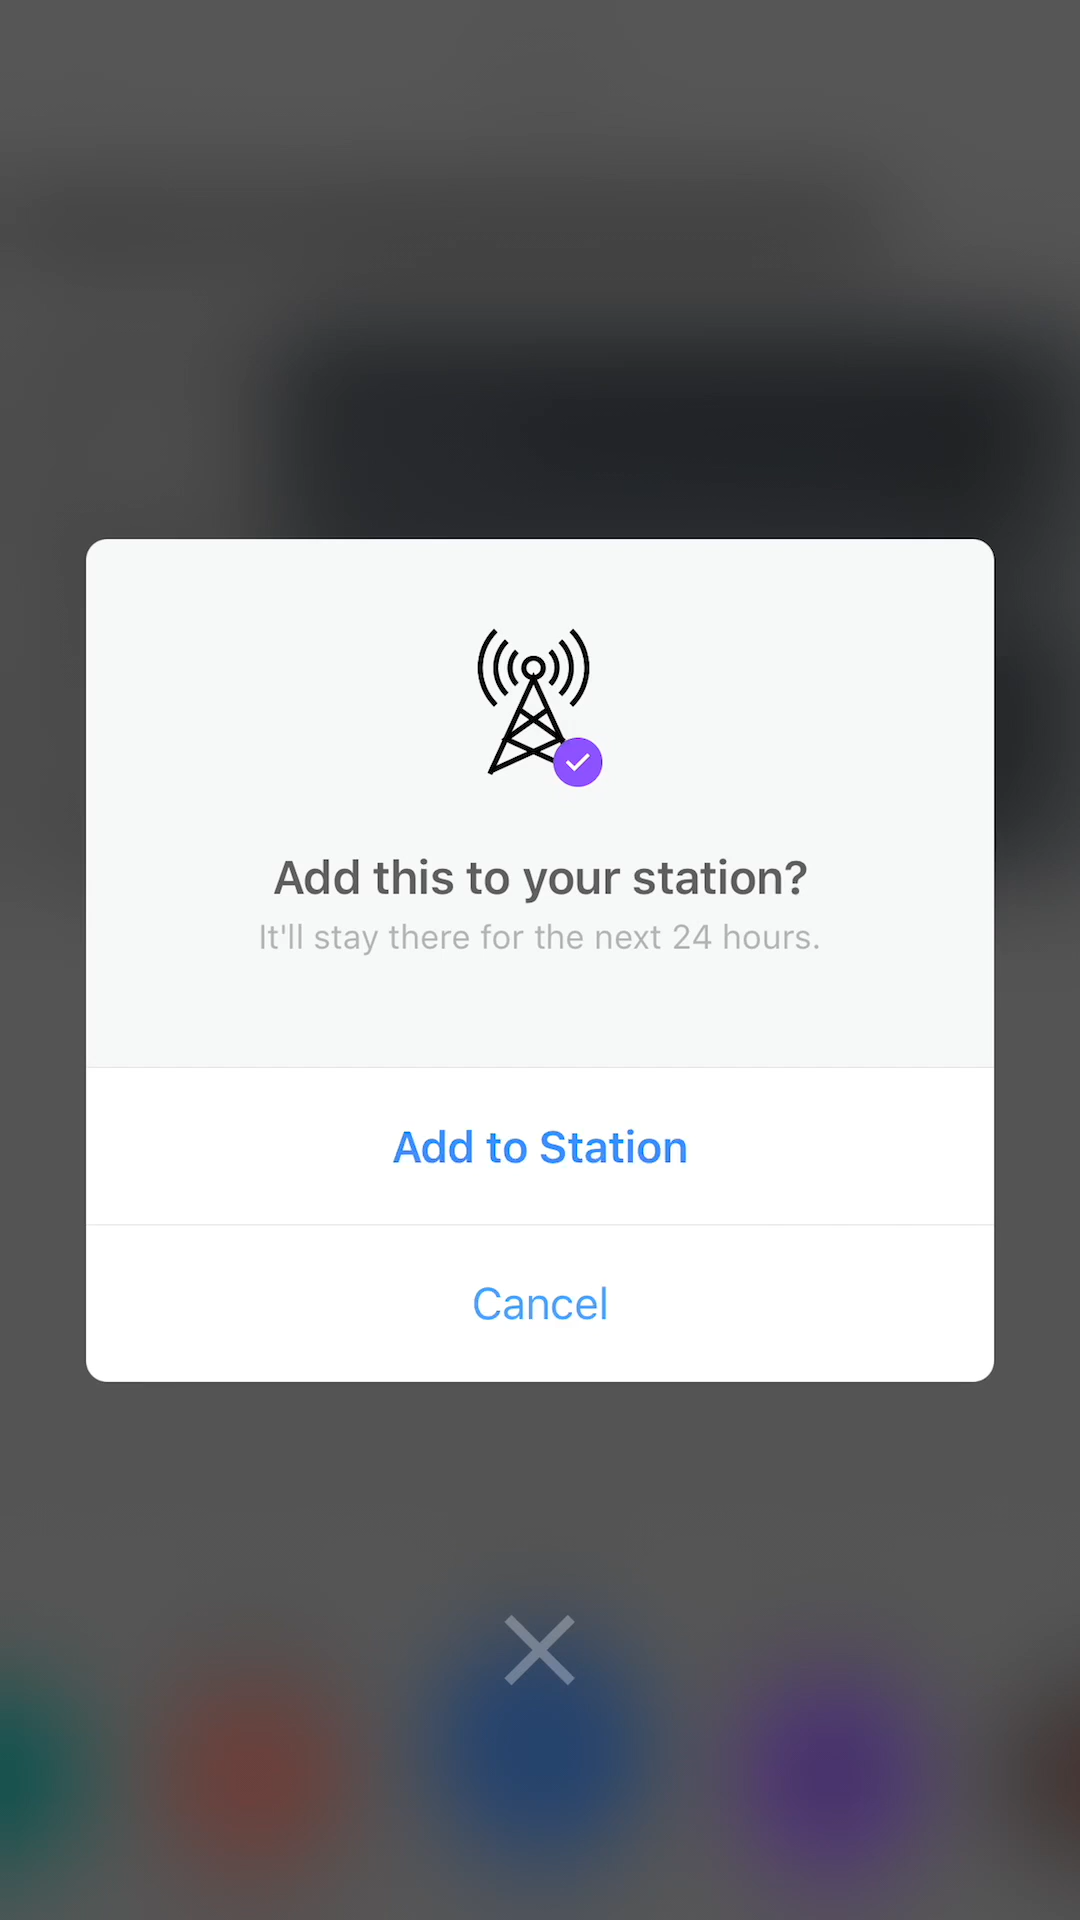 Add this to your station?
It'll stay there for the next 24 hours.
Add to Station
Cancel